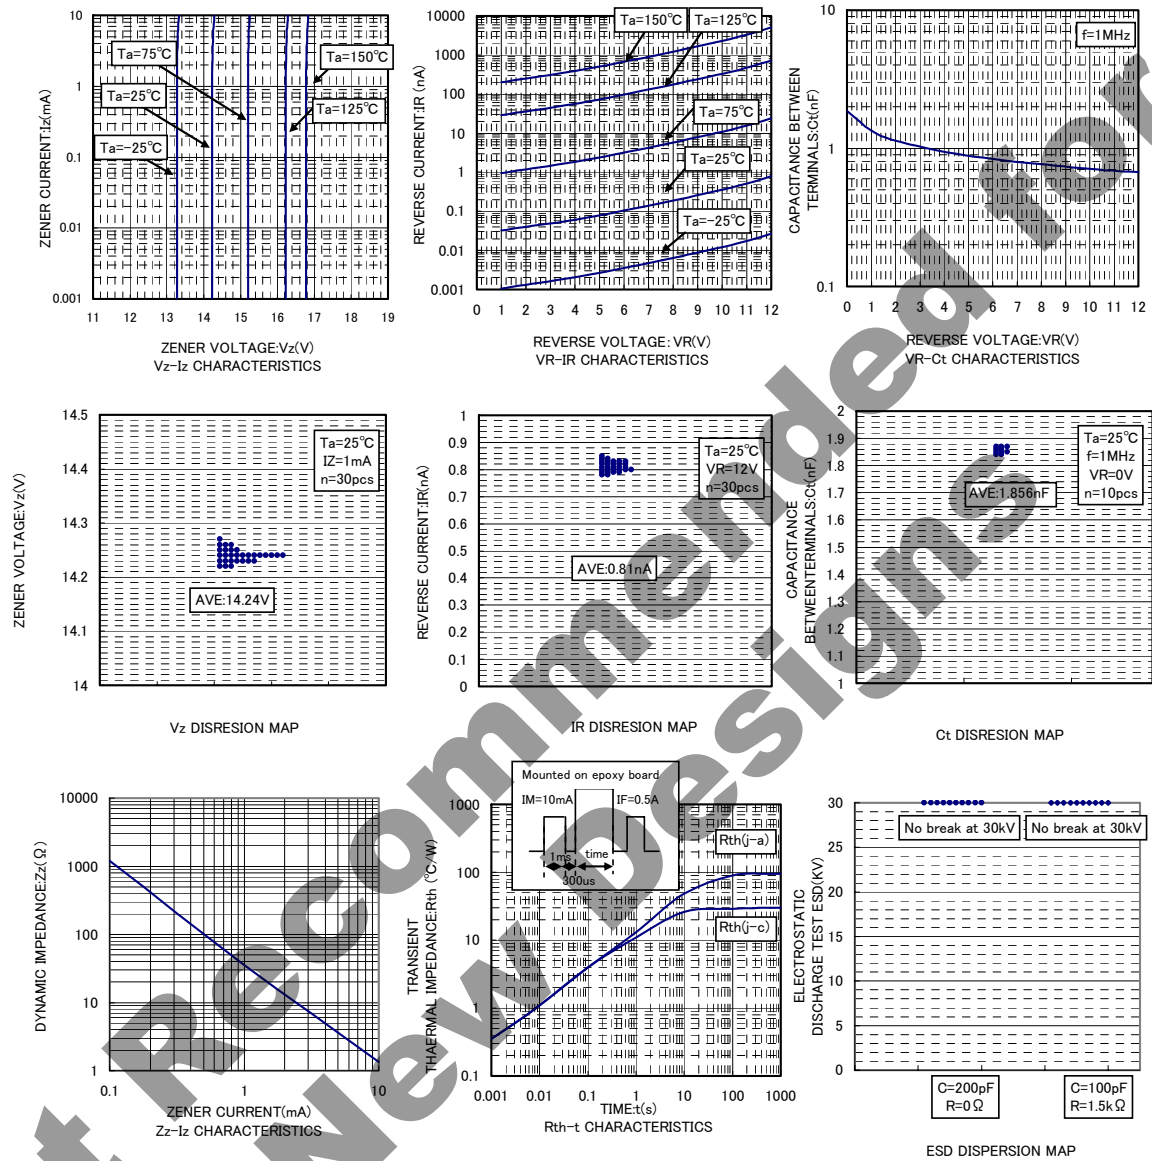 10
1
0.1
0.01
0.001
ZENER CURRENT:Iz(mA)
Ta=75℃
Ta=25℃
Ta=-25℃
Ta=150℃
Ta=125℃
11 12 13 14 15 16 17 18 19
ZENER VOLTAGE:Vz(V)
Vz-Iz CHARACTERISTICS
10000
1000
100
10
1
0.1
0.01
0.001
REVERSE CURRENT:IR (nA)
Ta=150℃
Ta=125℃
Ta=75℃
Ta=25℃
Ta=-25℃
0 1 2 3 4 5 6 7 8 9 10 11 12
REVERSE VOLTAGE:VR(V)
VR-IR CHARACTERISTICS
10
1
0.1
CAPACITANCE BETWEEN
TERMINALS:Ct(nF)
f=1MHz
0 1 2 3 4 5 6 7 8 9 10 11 12
REVERSE VOLTAGE:VR(V)
VR-Ct CHARACTERISTICS
14.5
14.4
14.3
14.2
14.1
14
ZENER VOLTAGE:Vz(V)
Ta=25℃
IZ=1mA
n=30pcs
AVE:14.24V
Vz DISRESION MAP
1
0.9
0.8
0.7
0.6
0.5
0.4
0.3
0.2
0.1
0
REVERSE CURRENT:IR(nA)
Ta=25℃
VR=12V
n=30pcs
AVE:0.81nA
IR DISRESION MAP
2
1.9
1.8
1.7
1.6
1.5
1.4
1.3
1.2
1.1
1
CAPACITANCE
BETWEENTERMINALS:Ct(nF)
Ta=25℃
f=1MHz
VR=0V
n=10pcs
AVE:1.856nF
Ct DISRESION MAP
10000
1000
100
10
1
DYNAMIC IMPEDANCE:Zz(Ω)
0.1 1 10
ZENER CURRENT(mA)
Zz-Iz CHARACTERISTICS
1000
100
10
1
0.1
TRANSIENT
THAERMAL IMPEDANCE:Rth (℃/W)
Mounted on epoxy board
IM=10mA
IF=0.5A
1ms
time
300us
Rth(j-a)
Rth(j-c)
0.001 0.01 0.1 1 10 100 1000
TIME:t(s)
Rth-t CHARACTERISTICS
30
25
20
15
10
5
0
ELECTROSTATIC
DISCHARGE TEST ESD(KV)
No break at 30kV
No break at 30kV
C=200pF
R=0Ω
C=100pF
R=1.5kΩ
ESD DISPERSION MAP
t Recommended for
New Designs